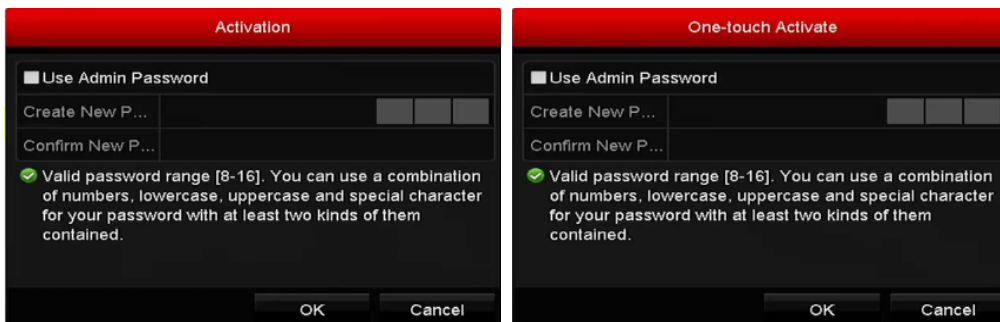 Activation
Use Admin Password
Create New P...
Confirm New P...
Valid password range [8-16]. You can use a combination
of numbers, lowercase, uppercase and special character
for your password with at least two kinds of them
contained.
OK
Cancel
One-touch Activate
Use Admin Password
Create New P...
Confirm New P...
Valid password range [8-16]. You can use a combination
of numbers, lowercase, uppercase and special character
for your password with at least two kinds of them
contained.
OK
Cancel